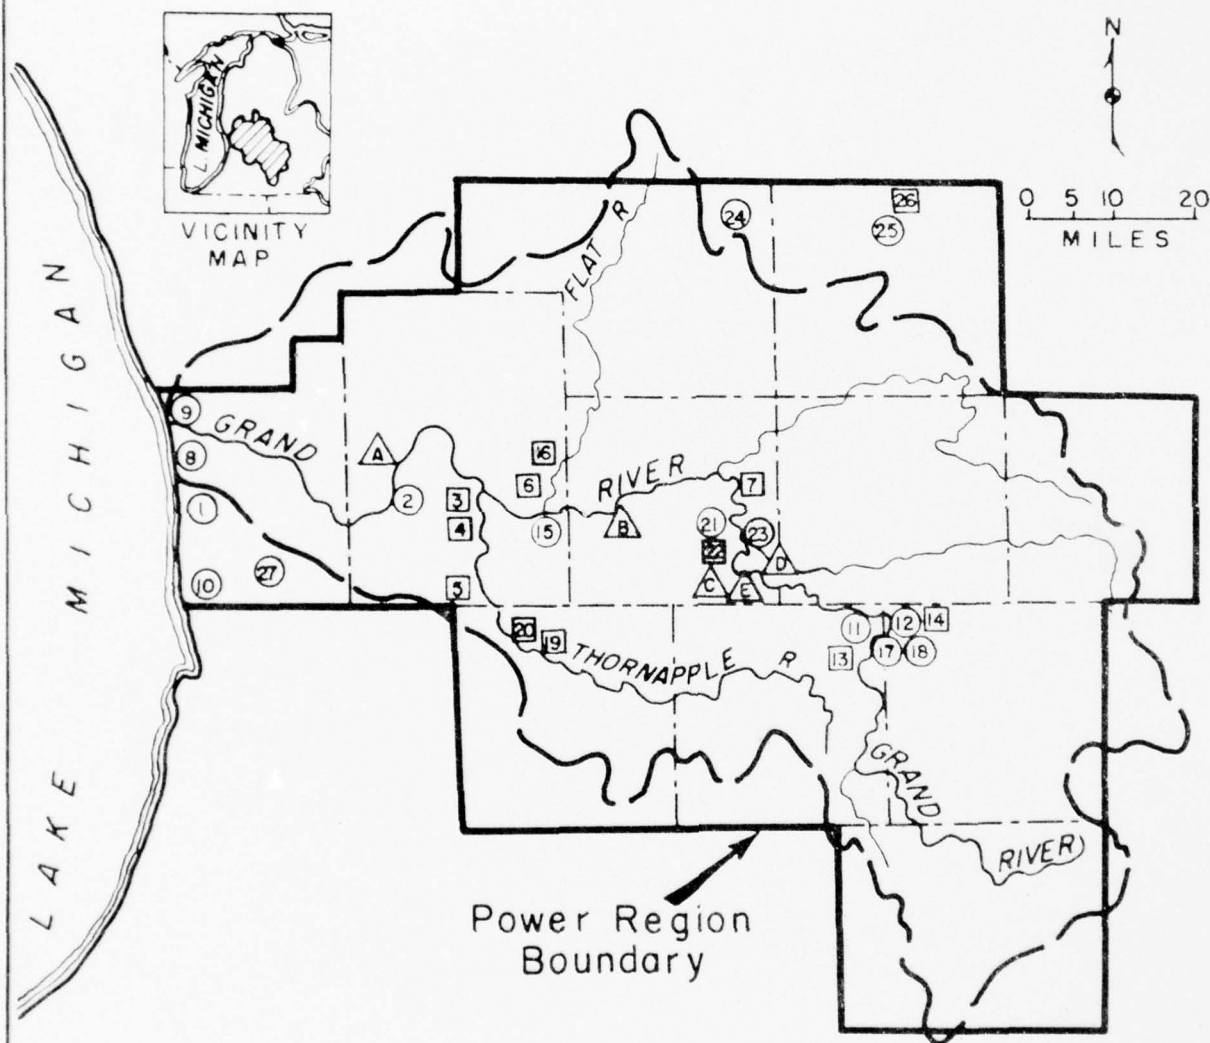 L. MICHIGAN
VICINITY
MAP
N
0 5 10 20
MILES
LAKE MICHIGAN
FLAT R
24
26
25
9
GRAND
8
A
16
RIVER
1
2
3
6
7
4
15
B
21
23
10
27
5
22
C
E
D
20
19
THORNAPPLE R
11
12
14
13
17
18
GRAND
RIVER
Power Region
Boundary